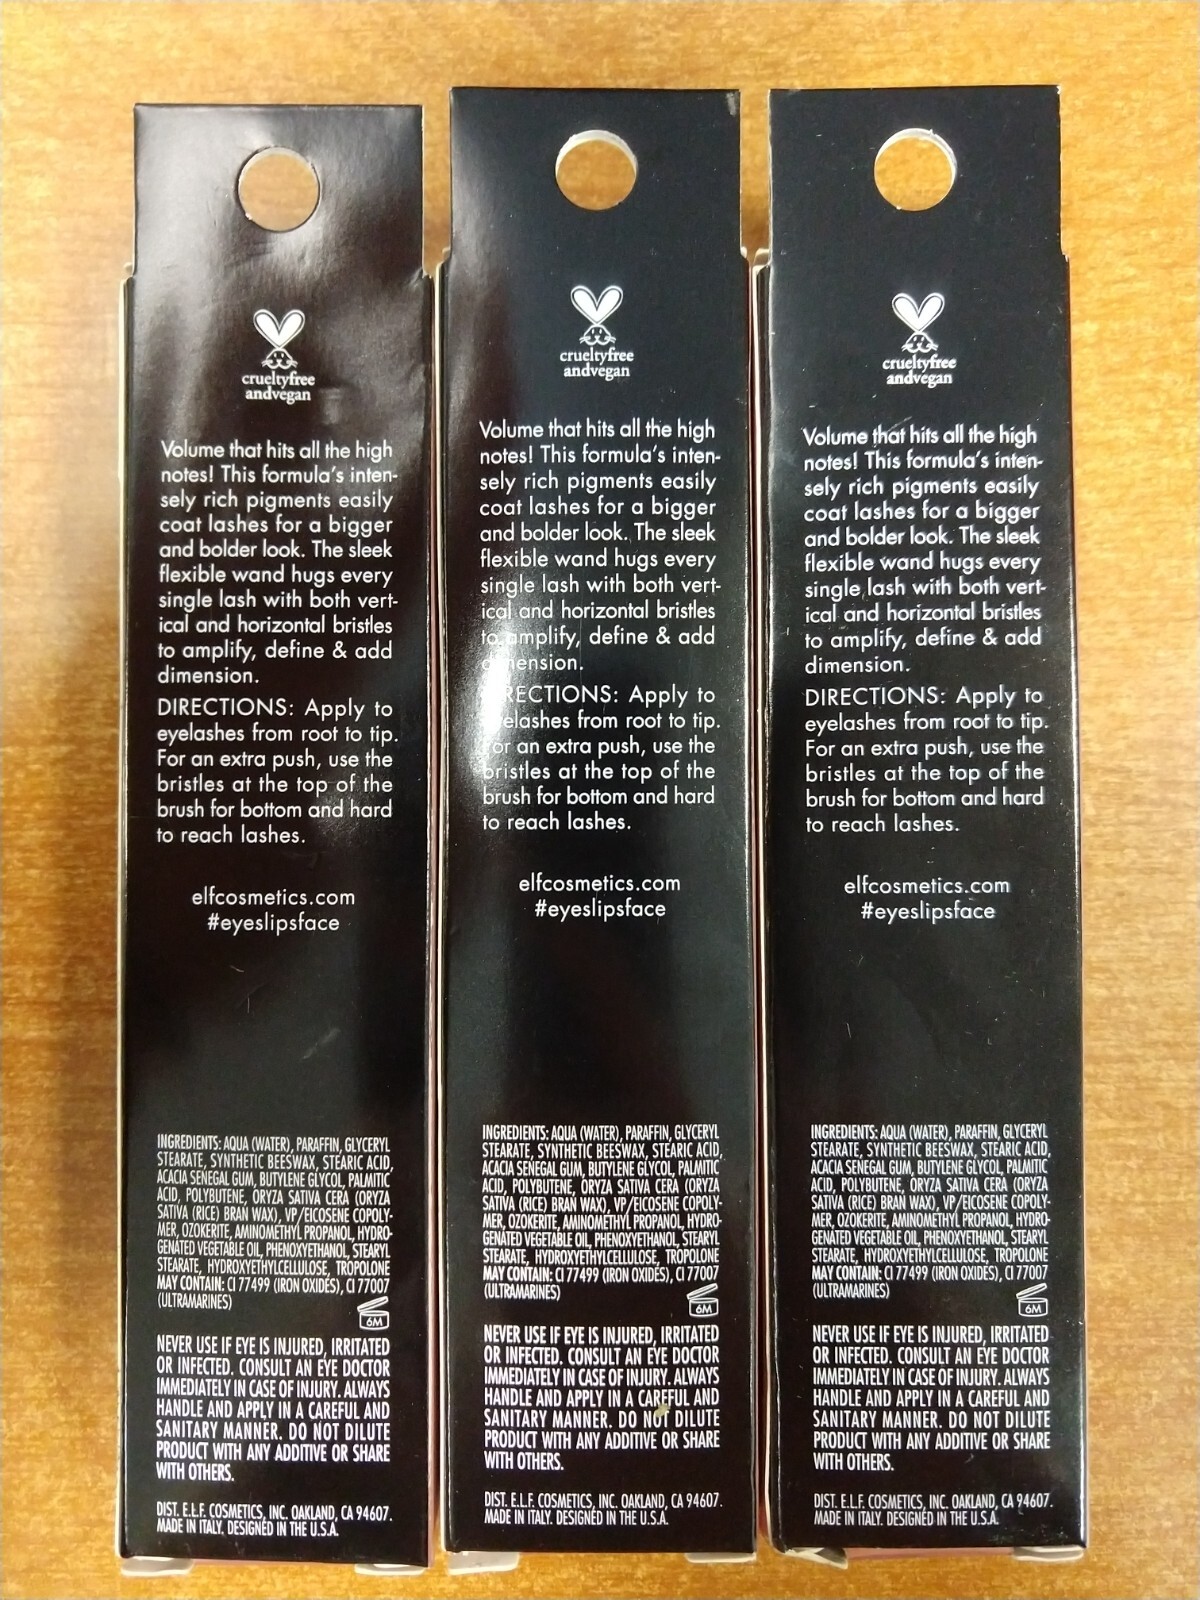 crueltyfree
andvegan
Volume that hits all the high
notes! This formula's inten-
sely rich pigments easily
coat lashes for a bigger
and bolder look. The sleek
flexible wand hugs every
single lash with both vert-
ical and horizontal bristles
to amplify, define & add
dimension.
DIRECTIONS: Apply to
eyelashes from root to tip.
For an extra push, use the
bristles at the top of the
brush for bottom and hard
to reach lashes.
elfcosmetics.com
#eyeslipsface
INGREDIENTS: AQUA (WATER), PARAFFIN, GLYCERYL
STEARATE, SYNTHETIC BEESWAX, STEARIC ACID,
ACACIA SENEGAL GUM, BUTYLENE GLYCOL, PALMITIC
ACID, POLYBUTENE, ORYZA SATIVA CERA (ORYZA
SATIVA (RICE) BRAN WAX), VP/EICOSENE COPOLY-
MER, OZOKERITE, AMINOMETHYL PROPANOL, HYDRO-
GENATED VEGETABLE OIL, PHENOXYETHANOL, STEARYL
STEARATE, HYDROXYETHYLCELLULOSE, TROPOLONE
MAY CONTAIN: CI 77499 (IRON OXIDES), CI 77007
(ULTRAMARINES)
6M
NEVER USE IF EYE IS INJURED, IRRITATED
OR INFECTED. CONSULT AN EYE DOCTOR
IMMEDIATELY IN CASE OF INJURY. ALWAYS
HANDLE AND APPLY IN A CAREFUL AND
SANITARY MANNER. DO NOT DILUTE
PRODUCT WITH ANY ADDITIVE OR SHARE
WITH OTHERS.
DIST. E.L.F. COSMETICS, INC. OAKLAND, CA 94607.
MADE IN ITALY. DESIGNED IN THE U.S.A.
crueltyfree
andvegan
Volume that hits all the high
notes! This formula's inten-
sely rich pigments easily
coat lashes for a bigger
and bolder look. The sleek
flexible wand hugs every
single lash with both vert-
ical and horizontal bristles
to amplify, define & add
dimension.
DIRECTIONS: Apply to
eyelashes from root to tip.
For an extra push, use the
bristles at the top of the
brush for bottom and hard
to reach lashes.
elfcosmetics.com
#eyeslipsface
INGREDIENTS: AQUA (WATER), PARAFFIN, GLYCERYL
STEARATE, SYNTHETIC BEESWAX, STEARIC ACID,
ACACIA SENEGAL GUM, BUTYLENE GLYCOL, PALMITIC
ACID, POLYBUTENE, ORYZA SATIVA CERA (ORYZA
SATIVA (RICE) BRAN WAX), VP/EICOSENE COPOLY-
MER, OZOKERITE, AMINOMETHYL PROPANOL, HYDRO-
GENATED VEGETABLE OIL, PHENOXYETHANOL, STEARYL
STEARATE, HYDROXYETHYLCELLULOSE, TROPOLONE
MAY CONTAIN: CI 77499 (IRON OXIDES), CI 77007
(ULTRAMARINES)
6M
NEVER USE IF EYE IS INJURED, IRRITATED
OR INFECTED. CONSULT AN EYE DOCTOR
IMMEDIATELY IN CASE OF INJURY. ALWAYS
HANDLE AND APPLY IN A CAREFUL AND
SANITARY MANNER. DO NOT DILUTE
PRODUCT WITH ANY ADDITIVE OR SHARE
WITH OTHERS.
DIST. E.L.F. COSMETICS, INC. OAKLAND, CA 94607.
MADE IN ITALY. DESIGNED IN THE U.S.A.
crueltyfree
andvegan
Volume that hits all the high
notes! This formula's inten-
sely rich pigments easily
coat lashes for a bigger
and bolder look. The sleek
flexible wand hugs every
single lash with both vert-
ical and horizontal bristles
to amplify, define & add
dimension.
DIRECTIONS: Apply to
eyelashes from root to tip.
For an extra push, use the
bristles at the top of the
brush for bottom and hard
to reach lashes.
elfcosmetics.com
#eyeslipsface
INGREDIENTS: AQUA (WATER), PARAFFIN, GLYCERYL
STEARATE, SYNTHETIC BEESWAX, STEARIC ACID,
ACACIA SENEGAL GUM, BUTYLENE GLYCOL, PALMITIC
ACID, POLYBUTENE, ORYZA SATIVA CERA (ORYZA
SATIVA (RICE) BRAN WAX), VP/EICOSENE COPOLY-
MER, OZOKERITE, AMINOMETHYL PROPANOL, HYDRO-
GENATED VEGETABLE OIL, PHENOXYETHANOL, STEARYL
STEARATE, HYDROXYETHYLCELLULOSE, TROPOLONE
MAY CONTAIN: CI 77499 (IRON OXIDES), CI 77007
(ULTRAMARINES)
6M
NEVER USE IF EYE IS INJURED, IRRITATED
OR INFECTED. CONSULT AN EYE DOCTOR
IMMEDIATELY IN CASE OF INJURY. ALWAYS
HANDLE AND APPLY IN A CAREFUL AND
SANITARY MANNER. DO NOT DILUTE
PRODUCT WITH ANY ADDITIVE OR SHARE
WITH OTHERS.
DIST. E.L.F. COSMETICS, INC. OAKLAND, CA 94607.
MADE IN ITALY. DESIGNED IN THE U.S.A.